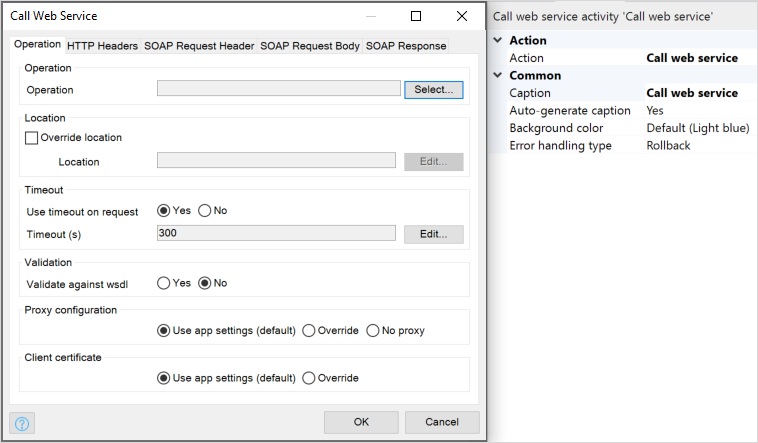 Call Web Service
Operation HTTP Headers SOAP Request Header SOAP Request Body SOAP Response
Operation
Operation Select...
Location
Override location
Location Edit...
Timeout
Use timeout on request Yes No
Timeout (s) 300 Edit...
Validation
Validate against wsdl Yes No
Proxy configuration
Use app settings (default) Override No proxy
Client certificate
Use app settings (default) Override
? OK Cancel
Call web service activity 'Call web service'
Action
Action Call web service
Common
Caption Call web service
Auto-generate caption Yes
Background color Default (Light blue)
Error handling type Rollback